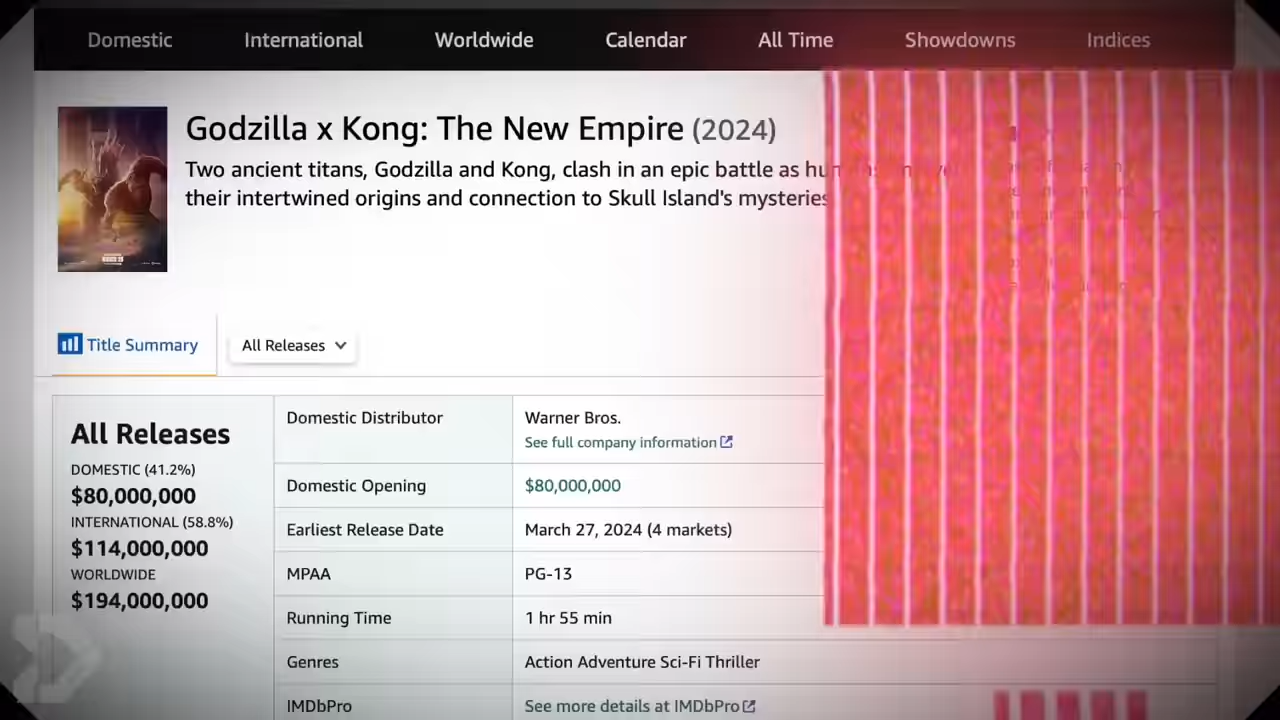 Domestic International Worldwide Calendar All Time Showdowns Indices
Godzilla x Kong: The New Empire (2024)
Two ancient titans, Godzilla and Kong, clash in an epic battle as
their intertwined origins and connection to Skull Island's mysteries
Title Summary
All Releases
All Releases
DOMESTIC (41.2%)
$80,000,000
INTERNATIONAL (58.8%)
$114,000,000
WORLDWIDE
$194,000,000
Domestic Distributor
Warner Bros.
See full company information
Domestic Opening
$80,000,000
Earliest Release Date
March 27, 2024 (4 markets)
MPAA
PG-13
Running Time
1 hr 55 min
Genres
Action Adventure Sci-Fi Thriller
IMDbPro
See more details at IMDbPro